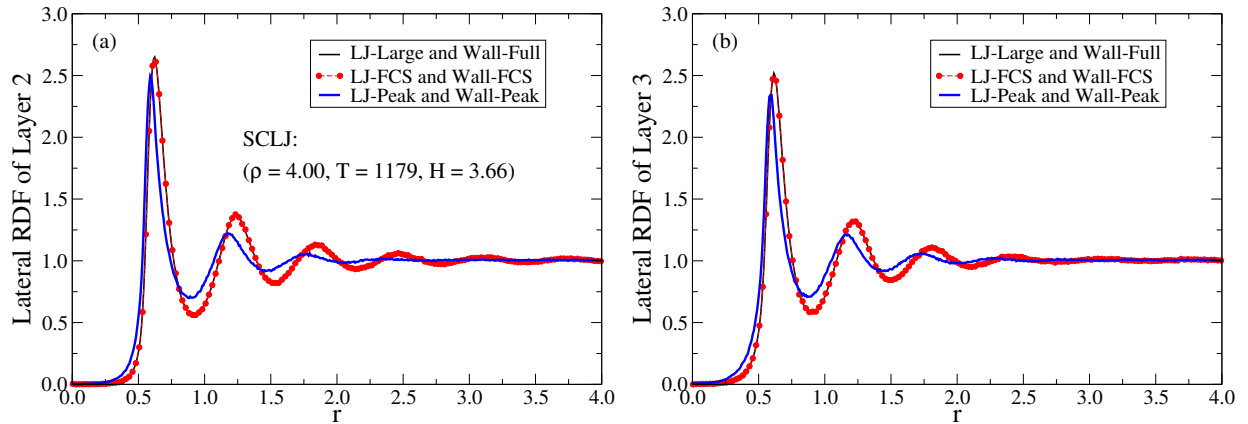 (a)
LJ-Large and Wall-Full
LJ-FCS and Wall-FCS
LJ-Peak and Wall-Peak
SCLJ:
(ρ = 4.00, T = 1179, H = 3.66)
Lateral RDF of Layer 2
3.0
2.5
2.0
1.5
1.0
0.5
0.0
0.0 0.5 1.0 1.5 2.0 2.5 3.0 3.5 4.0
r
(b)
LJ-Large and Wall-Full
LJ-FCS and Wall-FCS
LJ-Peak and Wall-Peak
Lateral RDF of Layer 3
3.0
2.5
2.0
1.5
1.0
0.5
0.0
0.0 0.5 1.0 1.5 2.0 2.5 3.0 3.5 4.0
r